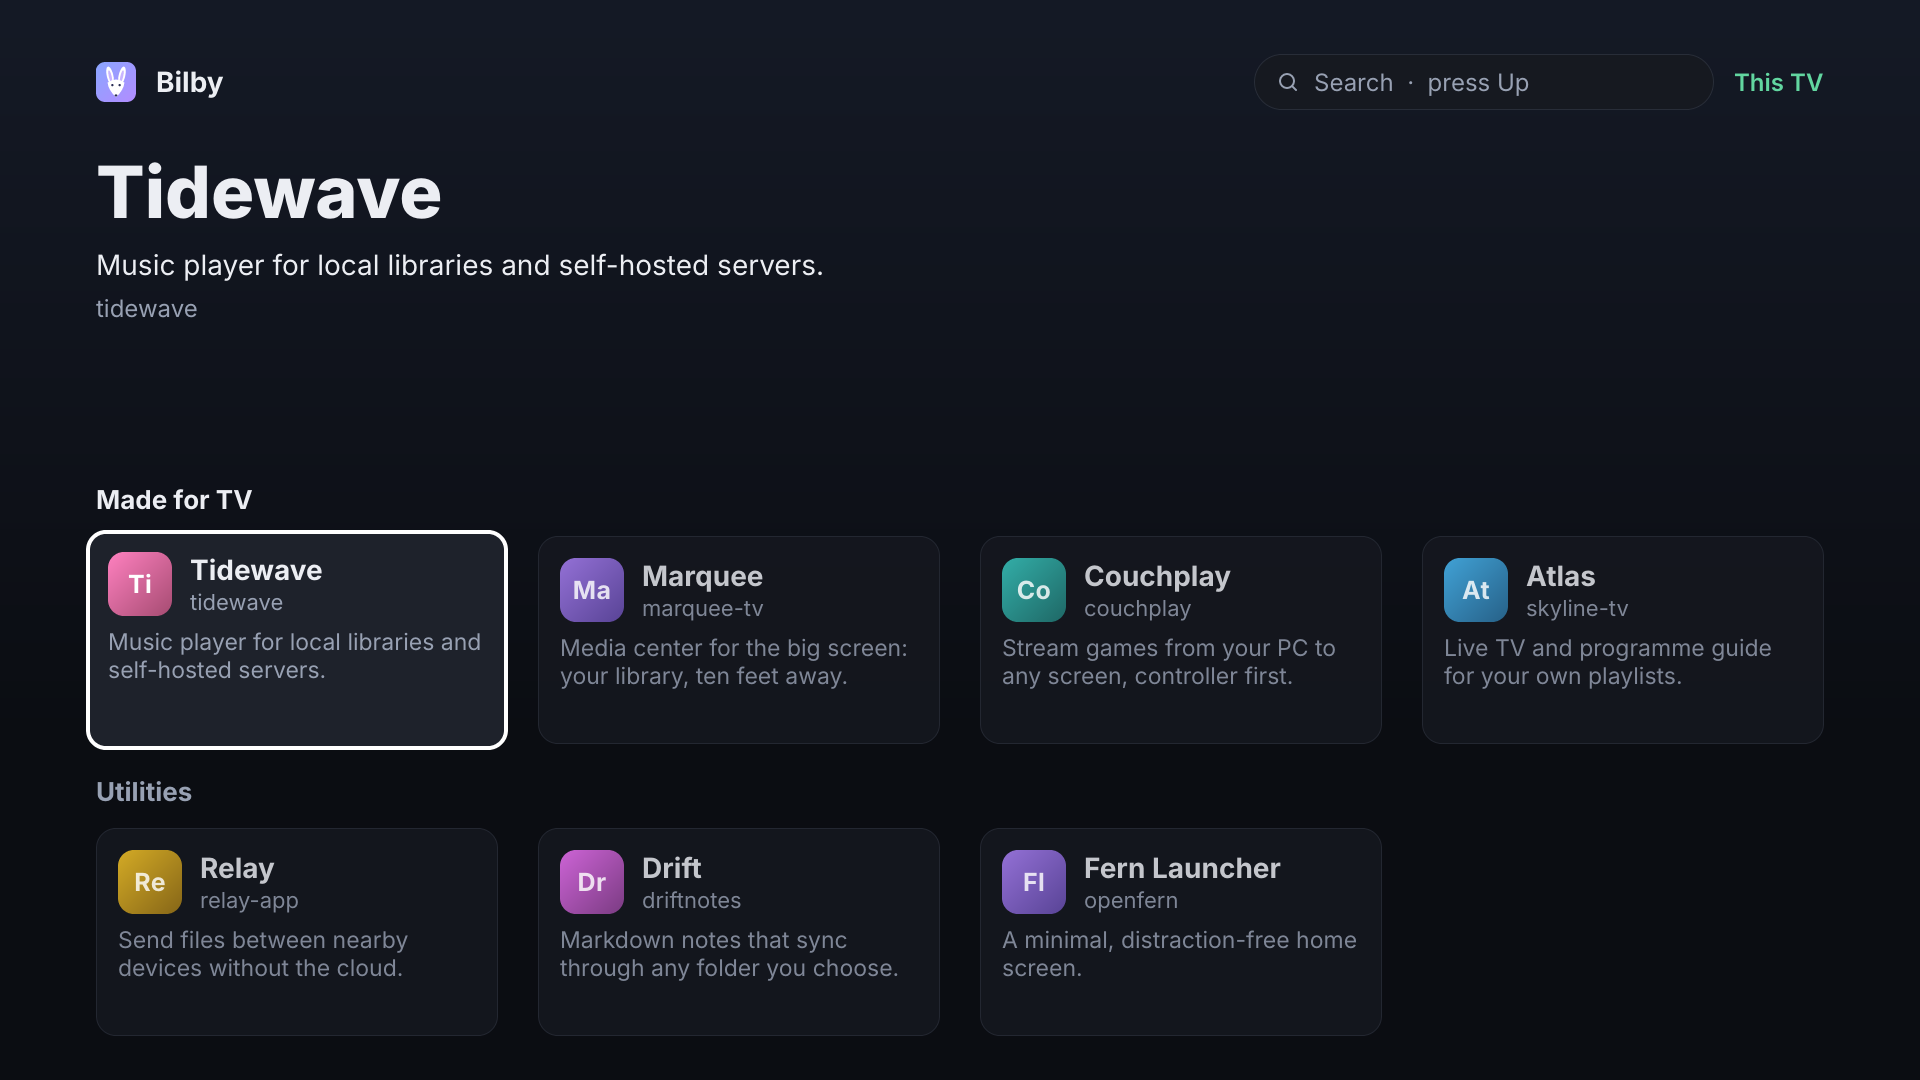 Bilby
Search · press Up
This TV
Tidewave
Music player for local libraries and self-hosted servers.
tidewave
Made for TV
Ti
Tidewave
tidewave
Music player for local libraries and
self-hosted servers.
Ma
Marquee
marquee-tv
Media center for the big screen:
your library, ten feet away.
Co
Couchplay
couchplay
Stream games from your PC to
any screen, controller first.
At
Atlas
skyline-tv
Live TV and programme guide
for your own playlists.
Utilities
Re
Relay
relay-app
Send files between nearby
devices without the cloud.
Dr
Drift
driftnotes
Markdown notes that sync
through any folder you choose.
Fl
Fern Launcher
openfern
A minimal, distraction-free home
screen.